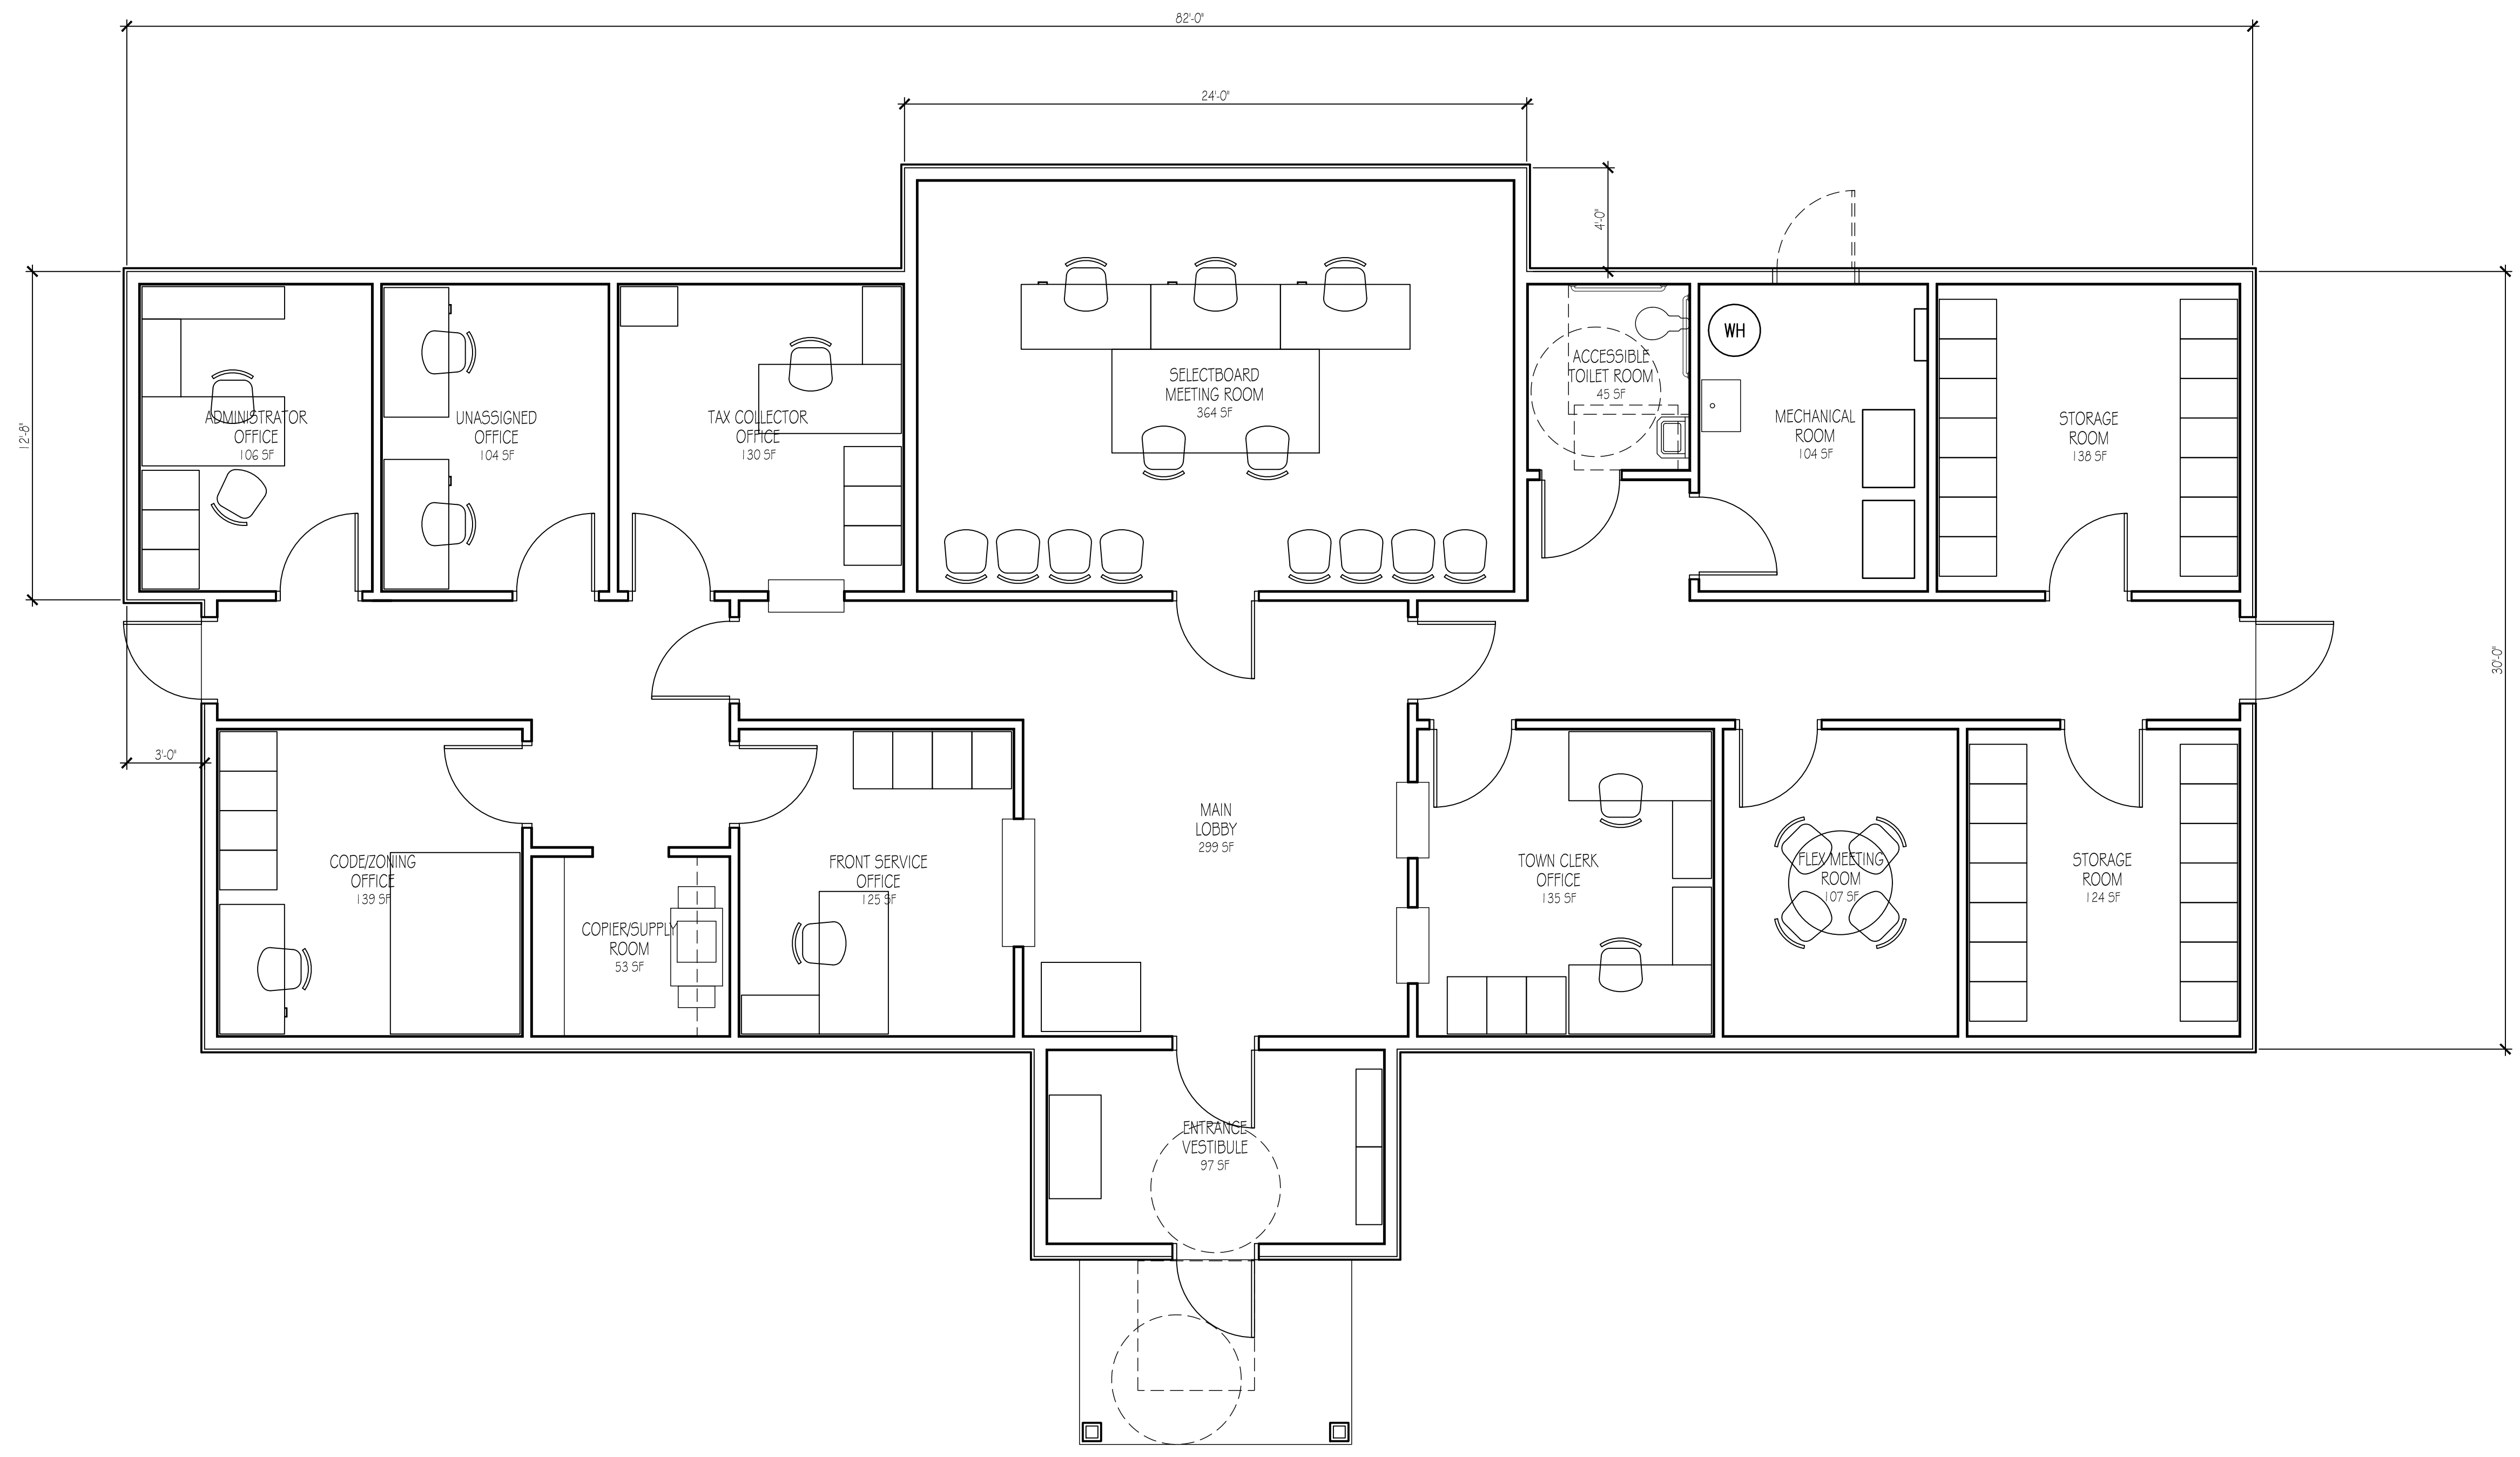 82'-0"
24'-0"
4'-0"
12'-8"
30'-0"
3'-0"
ADMINISTRATOR
OFFICE
106 SF
UNASSIGNED
OFFICE
104 SF
TAX COLLECTOR
OFFICE
130 SF
SELECTBOARD
MEETING ROOM
364 SF
ACCESSIBLE
TOILET ROOM
45 SF
WH
MECHANICAL
ROOM
104 SF
STORAGE
ROOM
138 SF
CODE/ZONING
OFFICE
139 SF
COPIER/SUPPLY
ROOM
53 SF
FRONT SERVICE
OFFICE
125 SF
MAIN
LOBBY
299 SF
TOWN CLERK
OFFICE
135 SF
FLEX MEETING
ROOM
107 SF
STORAGE
ROOM
124 SF
ENTRANCE
VESTIBULE
97 SF